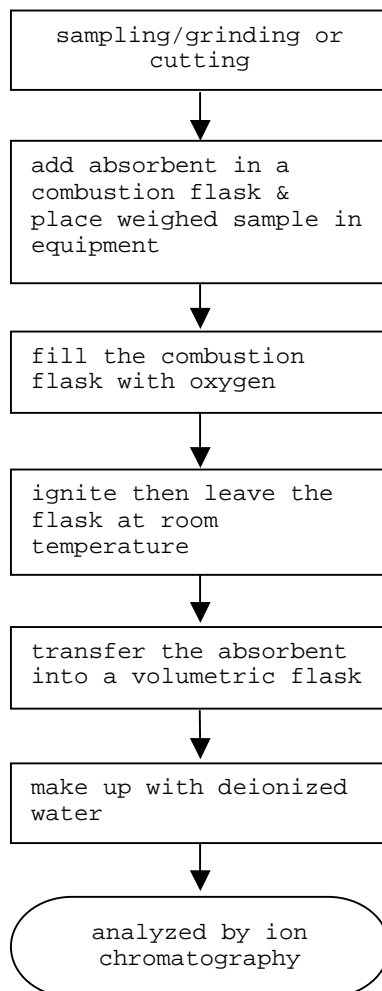 sampling/grinding or
cutting
add absorbent in a
combustion flask &
place weighed sample in
equipment
fill the combustion
flask with oxygen
ignite then leave the
flask at room
temperature
transfer the absorbent
into a volumetric flask
make up with deionized
water
analyzed by ion
chromatography